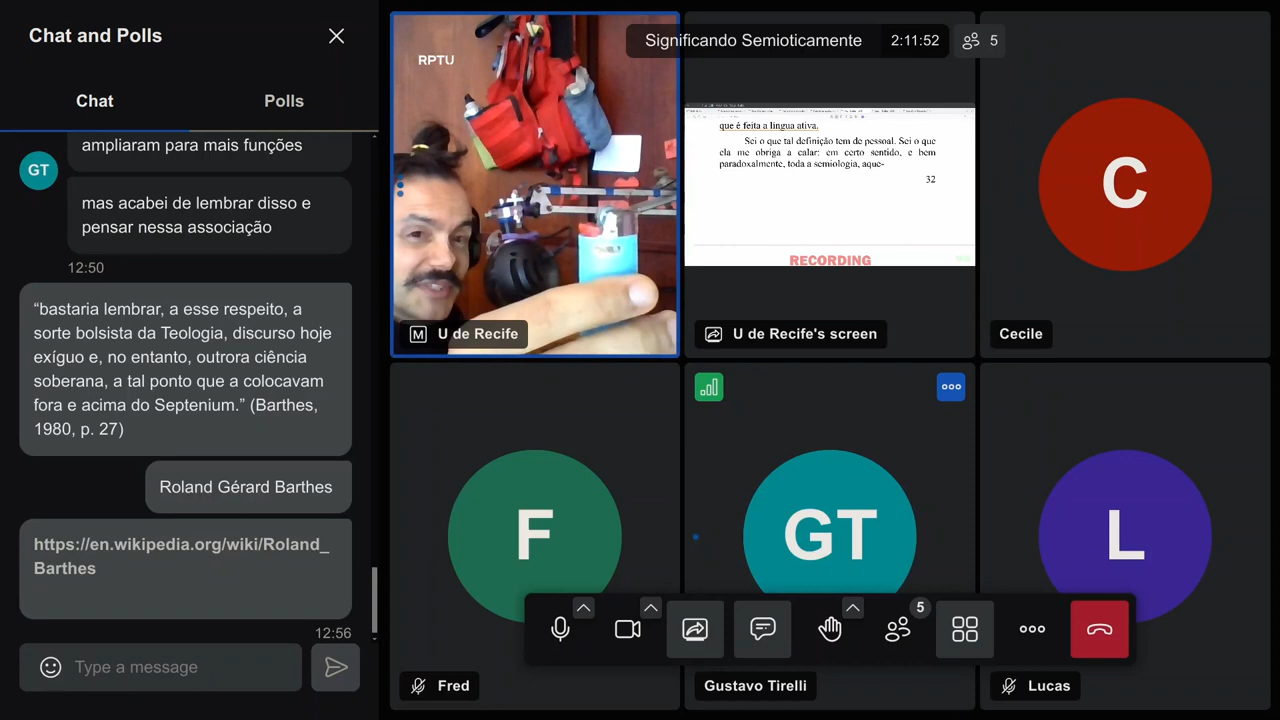 Chat and Polls
Chat
Polls
ampliaram para mais funções
GT
mas acabei de lembrar disso e
pensar nessa associação
12:50
“bastaria lembrar, a esse respeito, a
sorte bolsista da Teologia, discurso hoje
exíguo e, no entanto, outrora ciência
soberana, a tal ponto que a colocavam
fora e acima do Septenium.” (Barthes,
1980, p. 27)
Roland Gérard Barthes
https://en.wikipedia.org/wiki/Roland_
Barthes
12:56
Type a message
RPTU
M U de Recife
Significando Semioticamente
2:11:52
5
que é feita a língua ativa.
Sei o que tal definição tem de pessoal. Sei o que
ela me obriga a calar: em certo sentido, e bem
paradoxalmente, toda a semiologia, aque-
32
RECORDING
U de Recife's screen
C
Cecile
F
Fred
GT
Gustavo Tirelli
L
Lucas
5